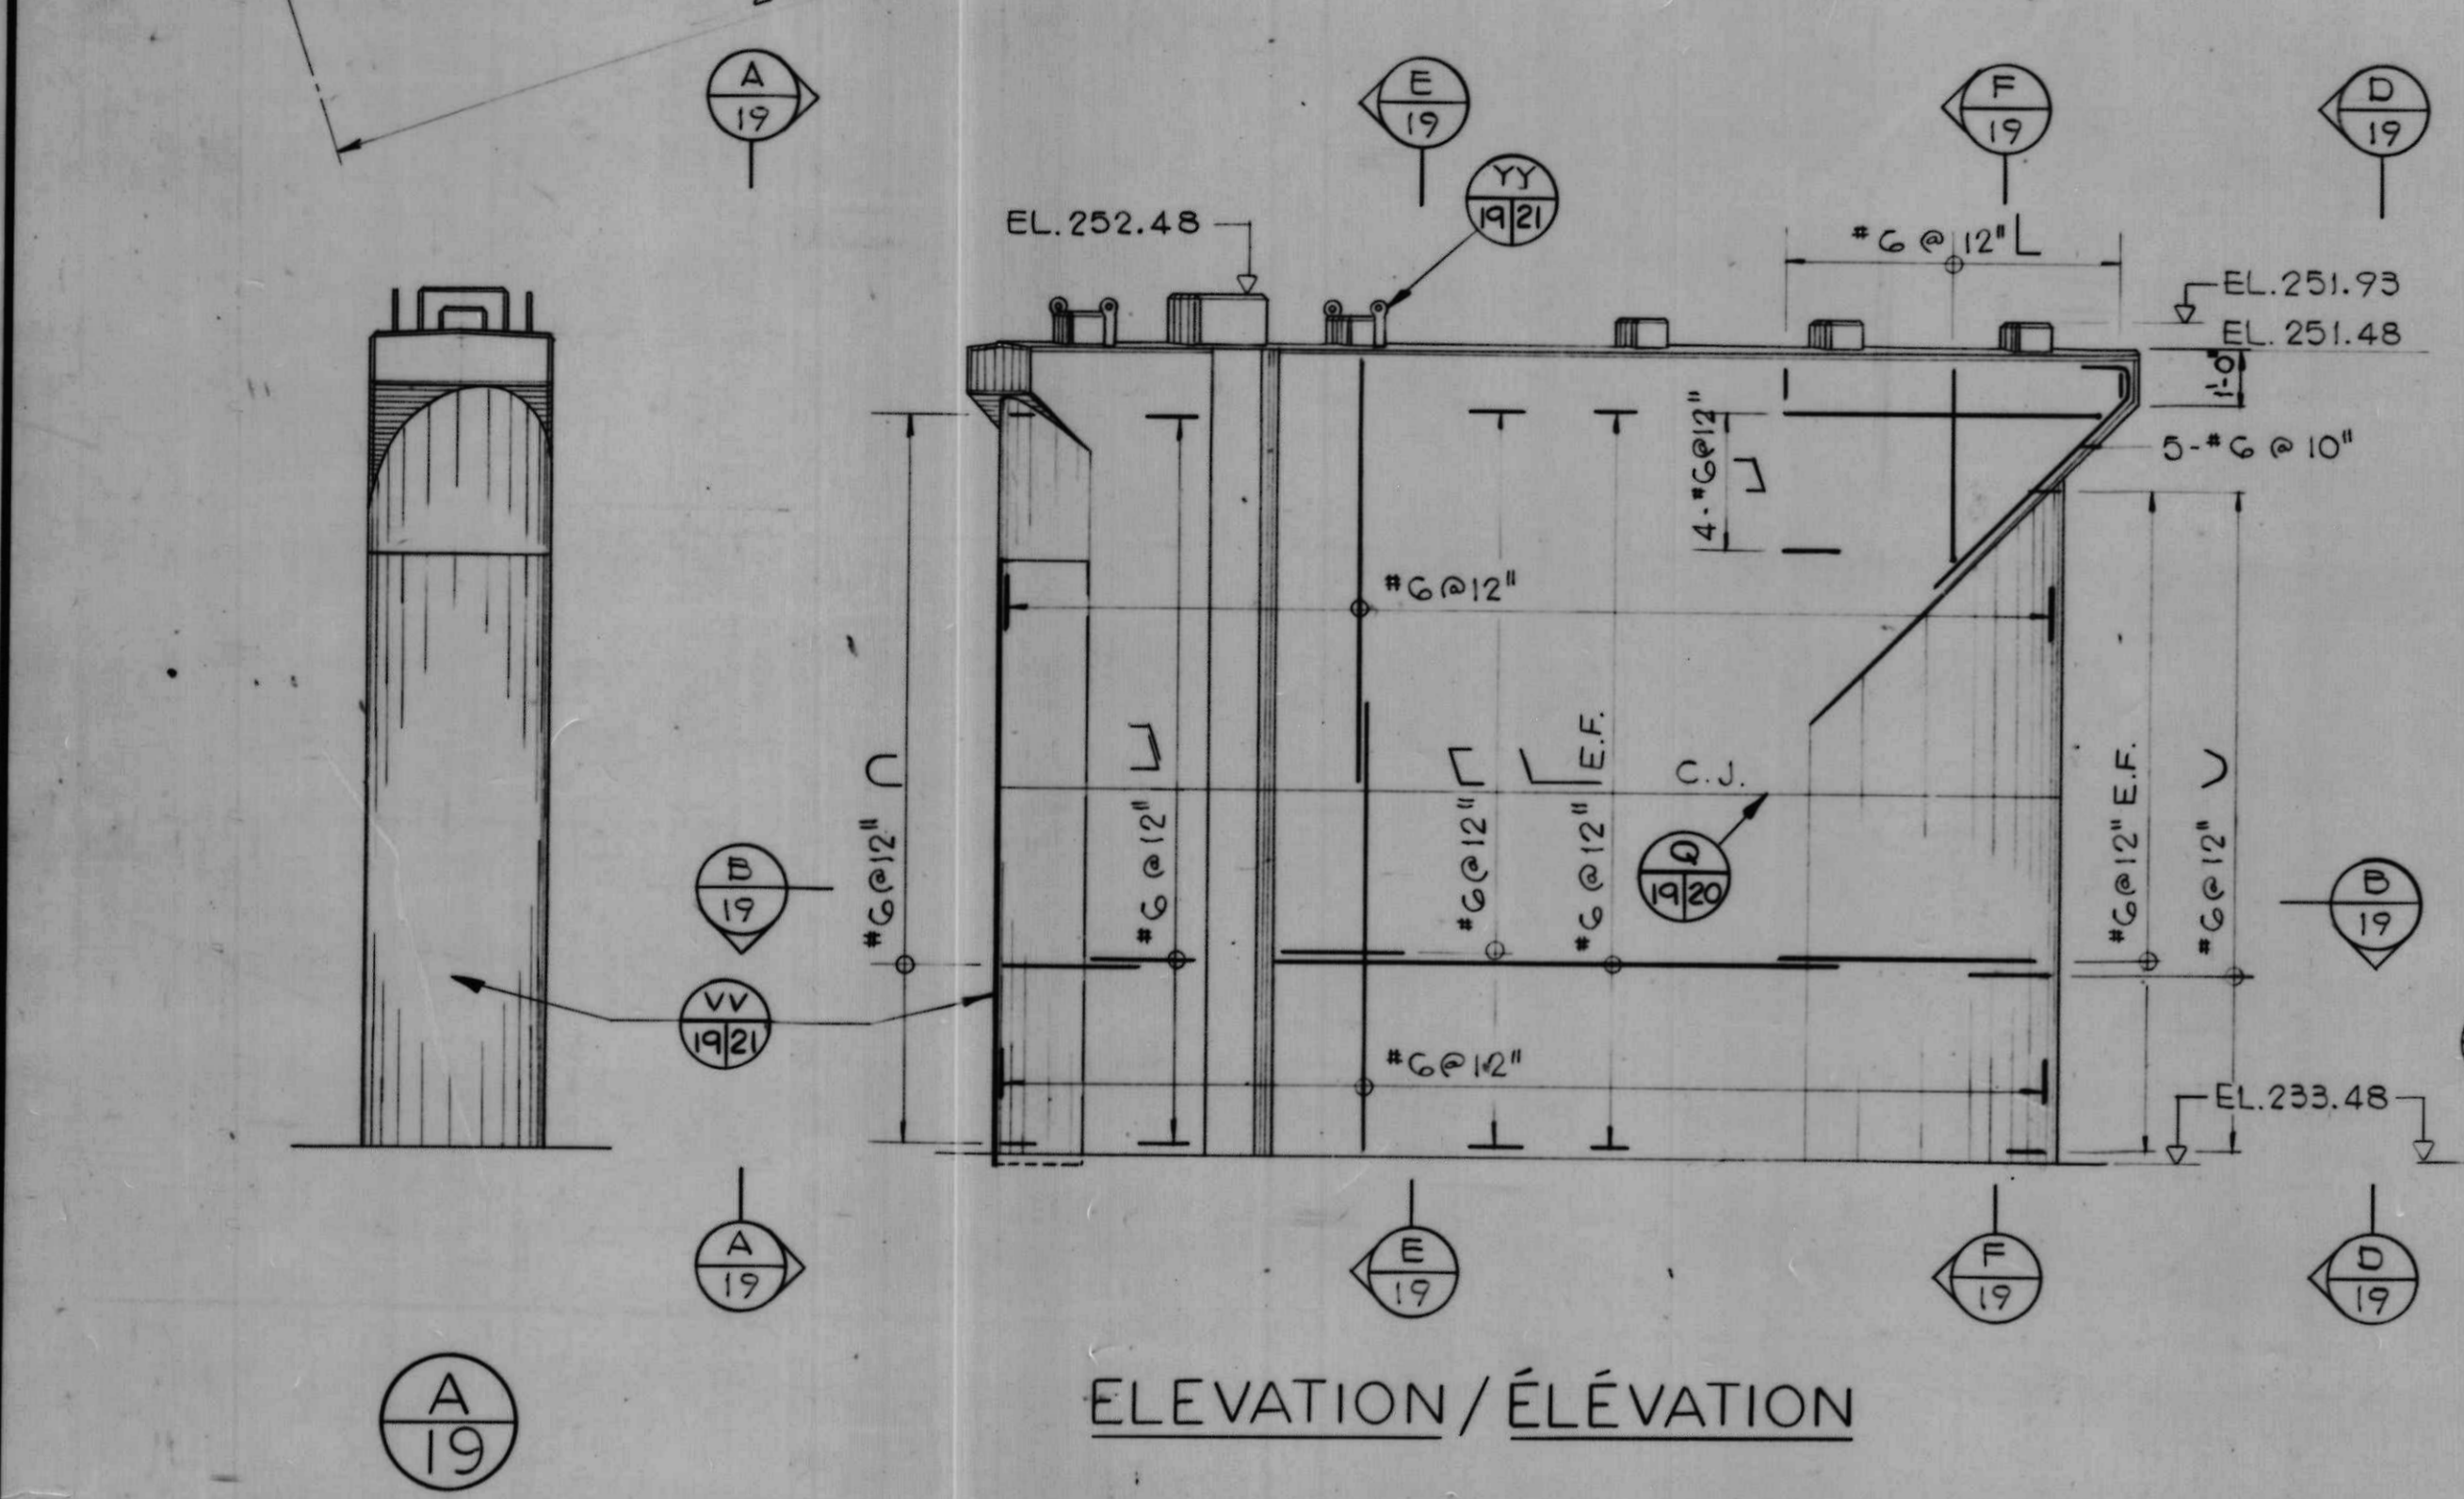 A
19
E
19
F
19
D
19
YY
19 21
EL.252.48
#6 @ 12"
EL.251.93
EL. 251.48
1'-0"
5-#6 @ 10"
4-#6@12"
#6@12"
#6@12"
#6 @ 12"
#6@12"
#6 @ 12" E.F.
C.J.
Q
19 20
#6@12" E.F.
#6@12"
B
19
B
19
VV
19 21
#6@12"
EL.233.48
A
19
E
19
F
19
D
19
A
19
ELEVATION / ÉLÉVATION